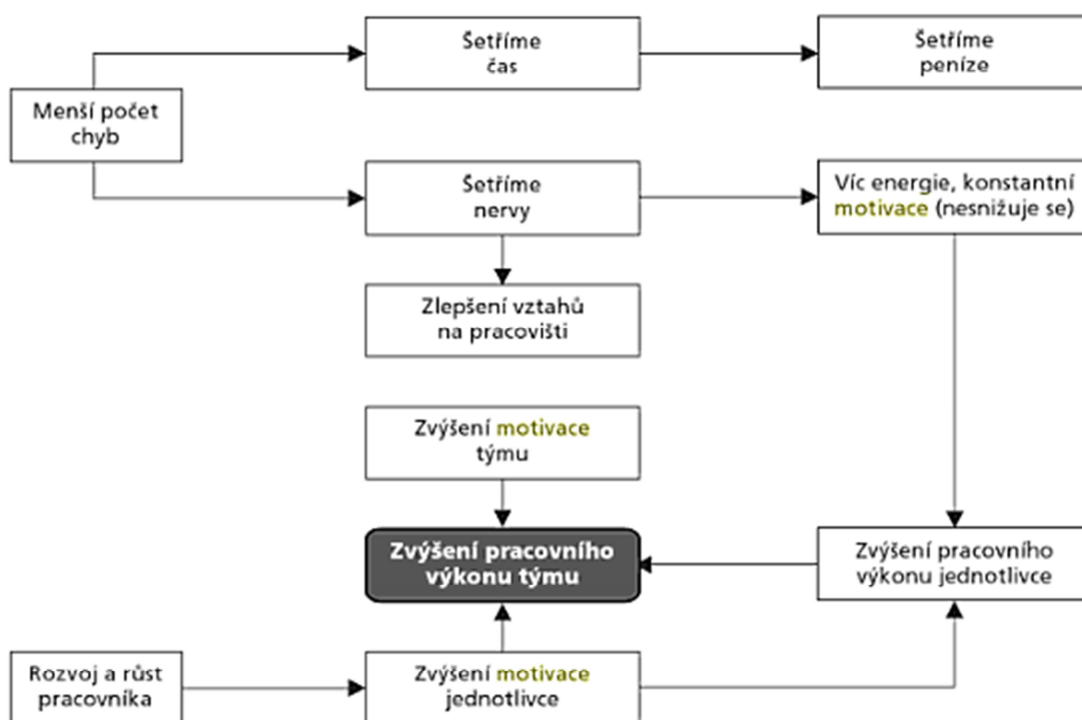 Šetříme
čas
Šetříme
peníze
Menší počet
chyb
Šetříme
nervy
Víc energie, konstantní
motivace (nesnižuje se)
Zlepšení vztahů
na pracovišti
Zvýšení motivace
týmu
Zvýšení pracovního
výkonu týmu
Zvýšení pracovního
výkonu jednotlivce
Rozvoj a růst
pracovníka
Zvýšení motivace
jednotlivce